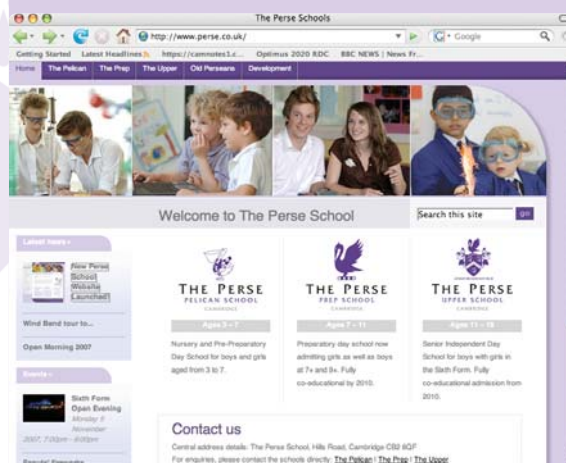 The Perse Schools
http://www.perse.co.uk/
Google
Getting Started Latest Headlines https://camnotes1.c... Optimus 2020 RDC BBC NEWS | News Fr...
Home The Pelican The Prep The Upper Old Perseans Development
Welcome to The Perse School
Search this site go
Latest news »
New Perse
School
Website
Launched!
Wind Band tour to...
Open Morning 2007
Events »
Sixth Form
Open Evening
Monday 5
November
2007, 7:00pm - 9:00pm
THE PERSE
PELICAN SCHOOL
CAMBRIDGE
Ages 3 – 7
Nursery and Pre-Preparatory
Day School for boys and girls
aged from 3 to 7.
THE PERSE
PREP SCHOOL
CAMBRIDGE
Ages 7 – 11
Preparatory day school now
admitting girls as well as boys
at 7+ and 8+. Fully
co-educational by 2010.
THE PERSE
UPPER SCHOOL
CAMBRIDGE
Ages 11 – 18
Senior Independent Day
School for boys with girls in
the Sixth Form. Fully
co-educational admission from
2010.
Contact us
Central address details: The Perse School, Hills Road, Cambridge CB2 8QF
For enquiries, please contact the schools directly: The Pelican | The Prep | The Upper